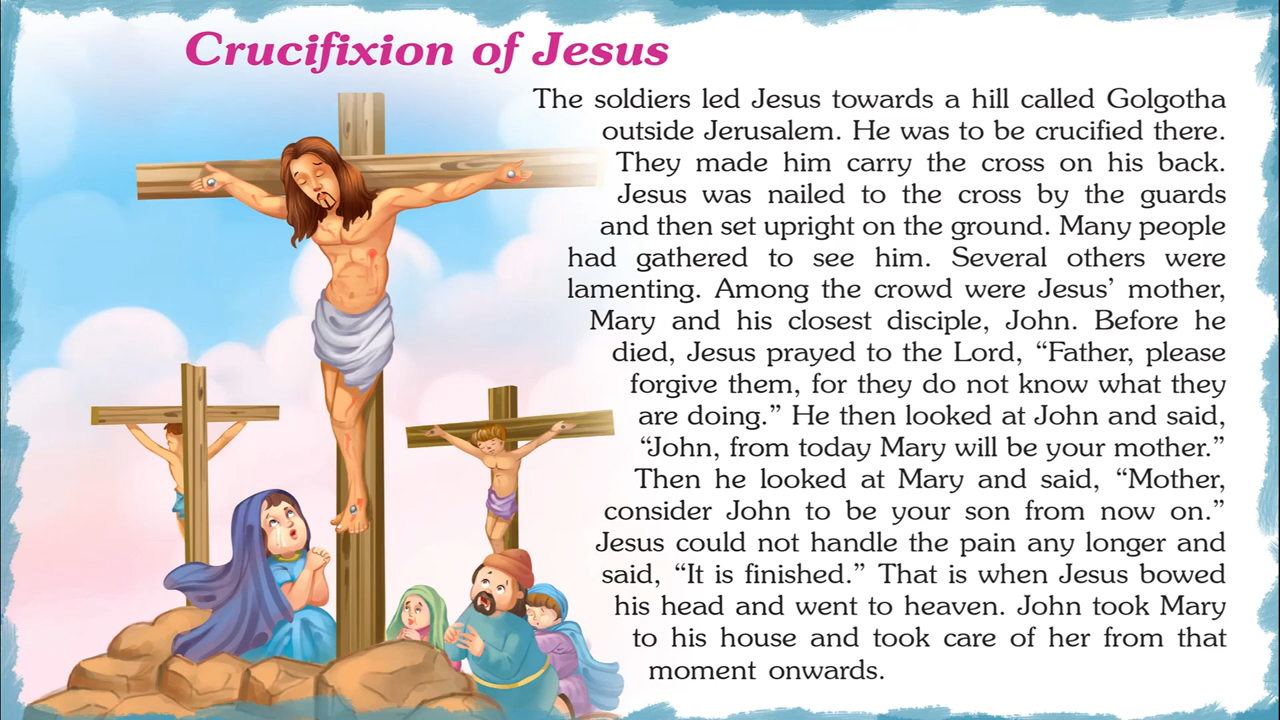 Crucifixion of Jesus
The soldiers led Jesus towards a hill called Golgotha
outside Jerusalem. He was to be crucified there.
They made him carry the cross on his back.
Jesus was nailed to the cross by the guards
and then set upright on the ground. Many people
had gathered to see him. Several others were
lamenting. Among the crowd were Jesus’ mother,
Mary and his closest disciple, John. Before he
died, Jesus prayed to the Lord, “Father, please
forgive them, for they do not know what they
are doing.” He then looked at John and said,
“John, from today Mary will be your mother.”
Then he looked at Mary and said, “Mother,
consider John to be your son from now on.”
Jesus could not handle the pain any longer and
said, “It is finished.” That is when Jesus bowed
his head and went to heaven. John took Mary
to his house and took care of her from that
moment onwards.